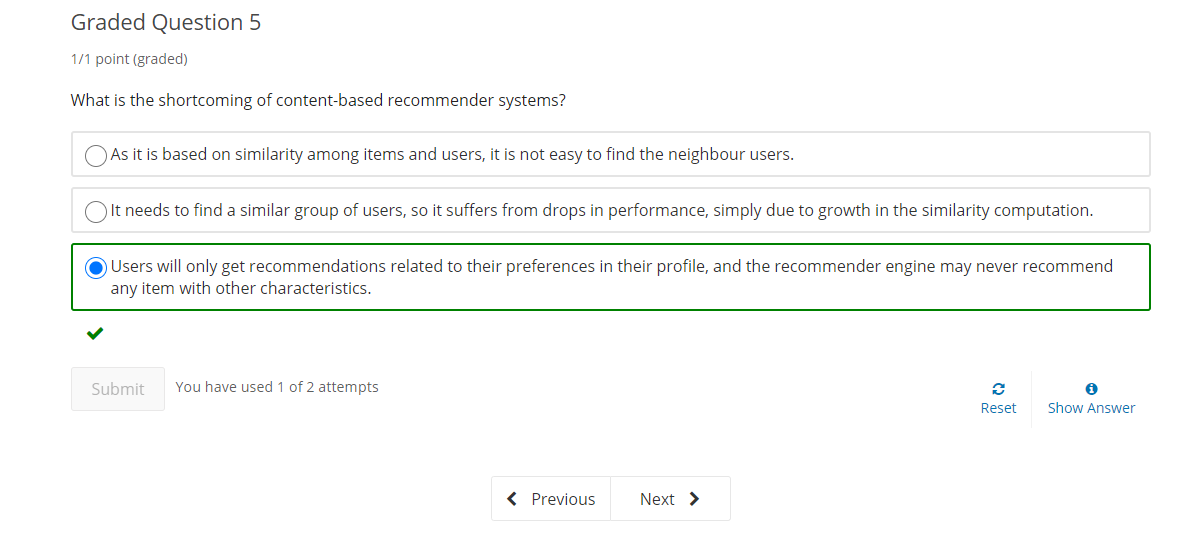 Graded Question 5
1/1 point (graded)
What is the shortcoming of content-based recommender systems?
As it is based on similarity among items and users, it is not easy to find the neighbour users.
It needs to find a similar group of users, so it suffers from drops in performance, simply due to growth in the similarity computation.
Users will only get recommendations related to their preferences in their profile, and the recommender engine may never recommend
any item with other characteristics.
Submit
You have used 1 of 2 attempts
Reset
Show Answer
Previous
Next